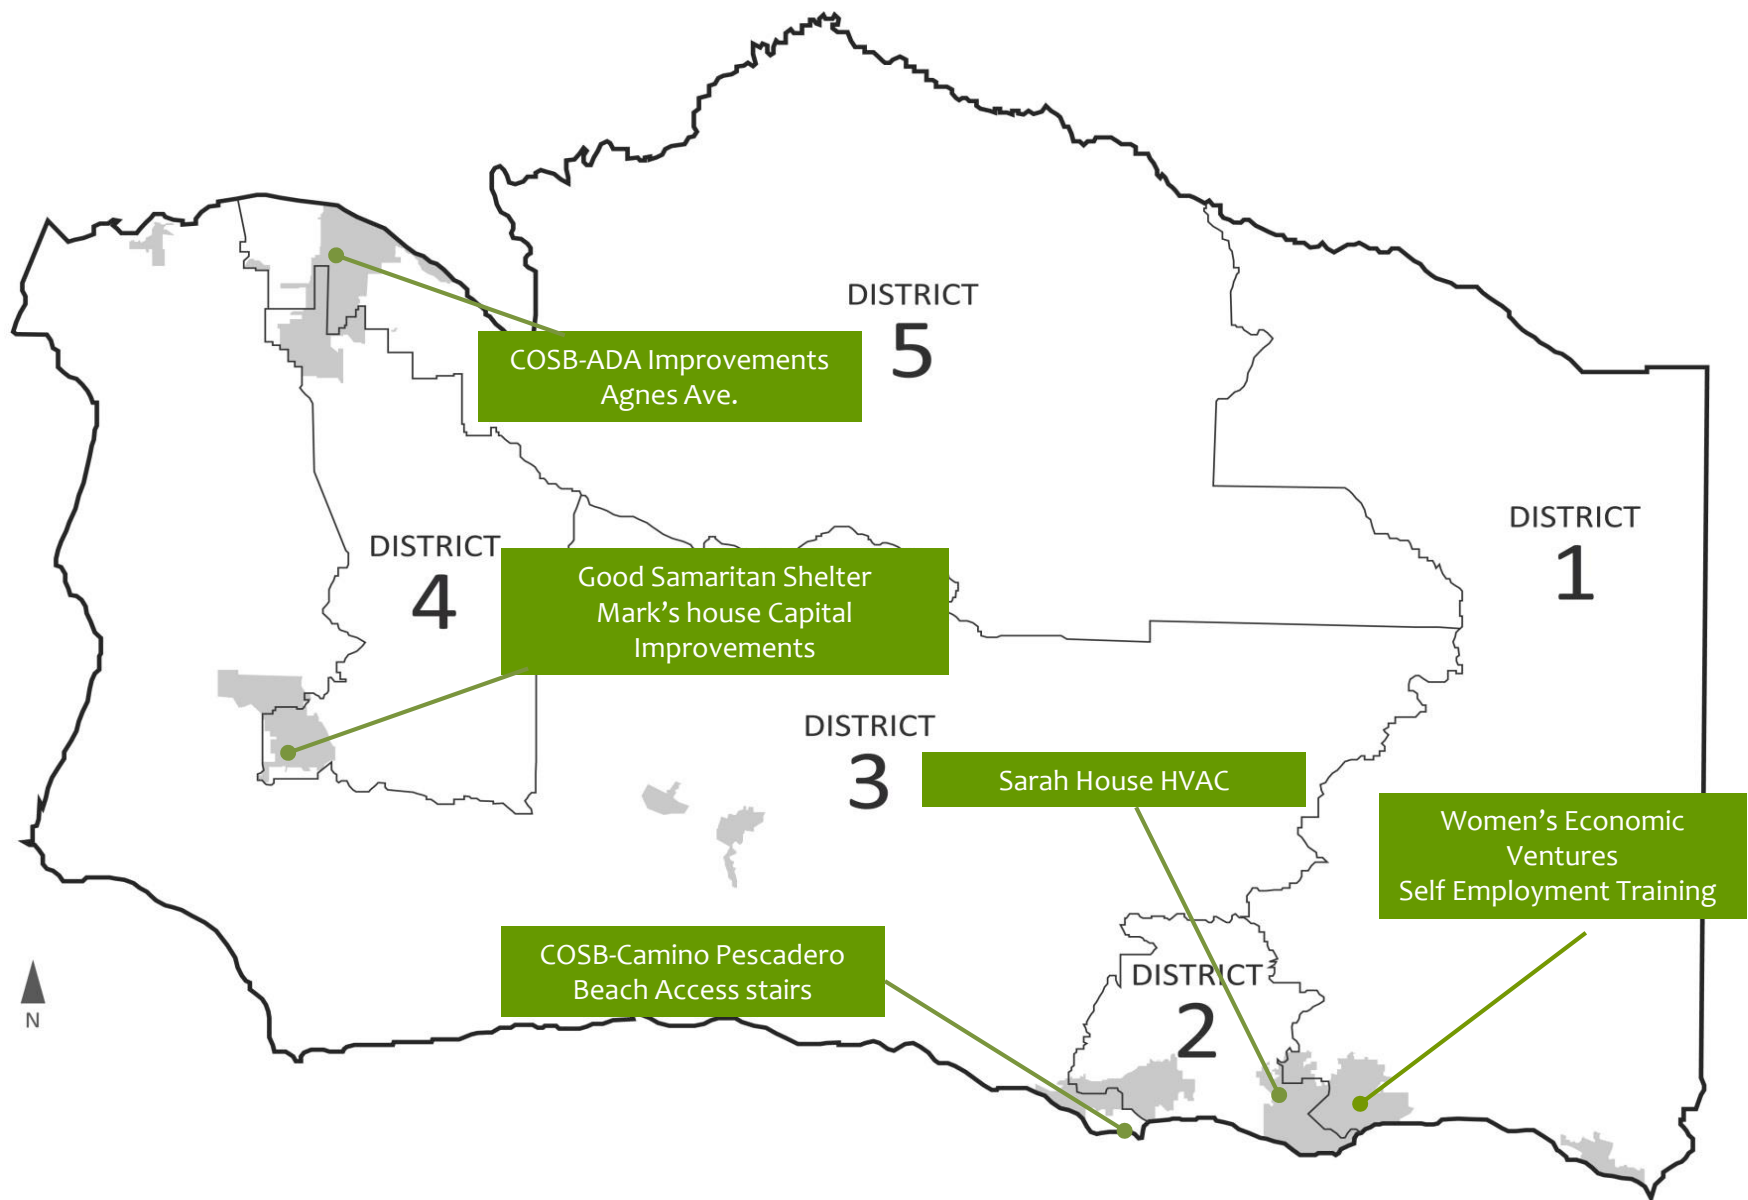 DISTRICT
5
COSB-ADA Improvements
Agnes Ave.
DISTRICT
1
DISTRICT
4
Good Samaritan Shelter
Mark’s house Capital
Improvements
DISTRICT
3
Sarah House HVAC
Women’s Economic
Ventures
Self Employment Training
COSB-Camino Pescadero
Beach Access stairs
DISTRICT
2
N